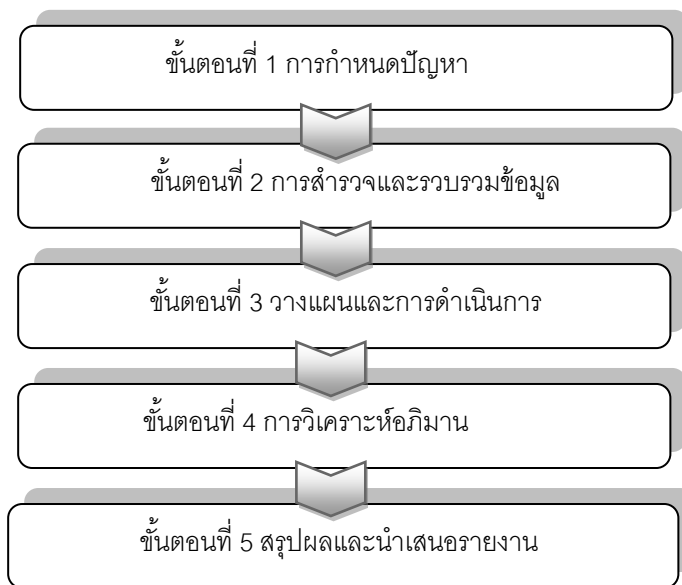 ขั้นตอนที่ 1 การกำหนดปัญหา
ขั้นตอนที่ 2 การสำรวจและรวบรวมข้อมูล
ขั้นตอนที่ 3 วางแผนและการดำเนินการ
ขั้นตอนที่ 4 การวิเคราะห์อภิมาน
ขั้นตอนที่ 5 สรุปผลและนำเสนอรายงาน